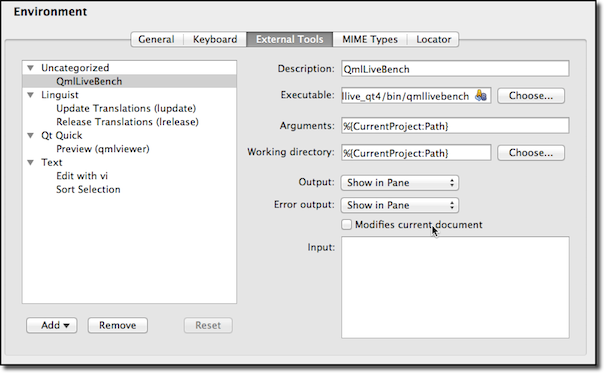 Environment
General Keyboard External Tools MIME Types Locator
Uncategorized
QmlLiveBench
Linguist
Update Translations (lupdate)
Release Translations (lrelease)
Qt Quick
Preview (qmlviewer)
Text
Edit with vi
Sort Selection
Add Remove Reset
Description: QmlLiveBench
Executable: llive_qt4/bin/qmllivebench Choose...
Arguments: %{CurrentProject:Path}
Working directory: %{CurrentProject:Path} Choose...
Output: Show in Pane
Error output: Show in Pane
Modifies current document
Input: